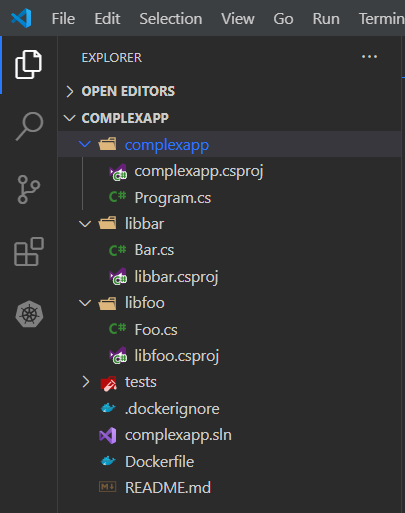 File Edit Selection View Go Run Termin
EXPLORER
OPEN EDITORS
COMPLEXAPP
complexapp
complexapp.csproj
C# Program.cs
libbar
C# Bar.cs
libbar.csproj
libfoo
C# Foo.cs
libfoo.csproj
tests
.dockerignore
complexapp.sln
Dockerfile
README.md